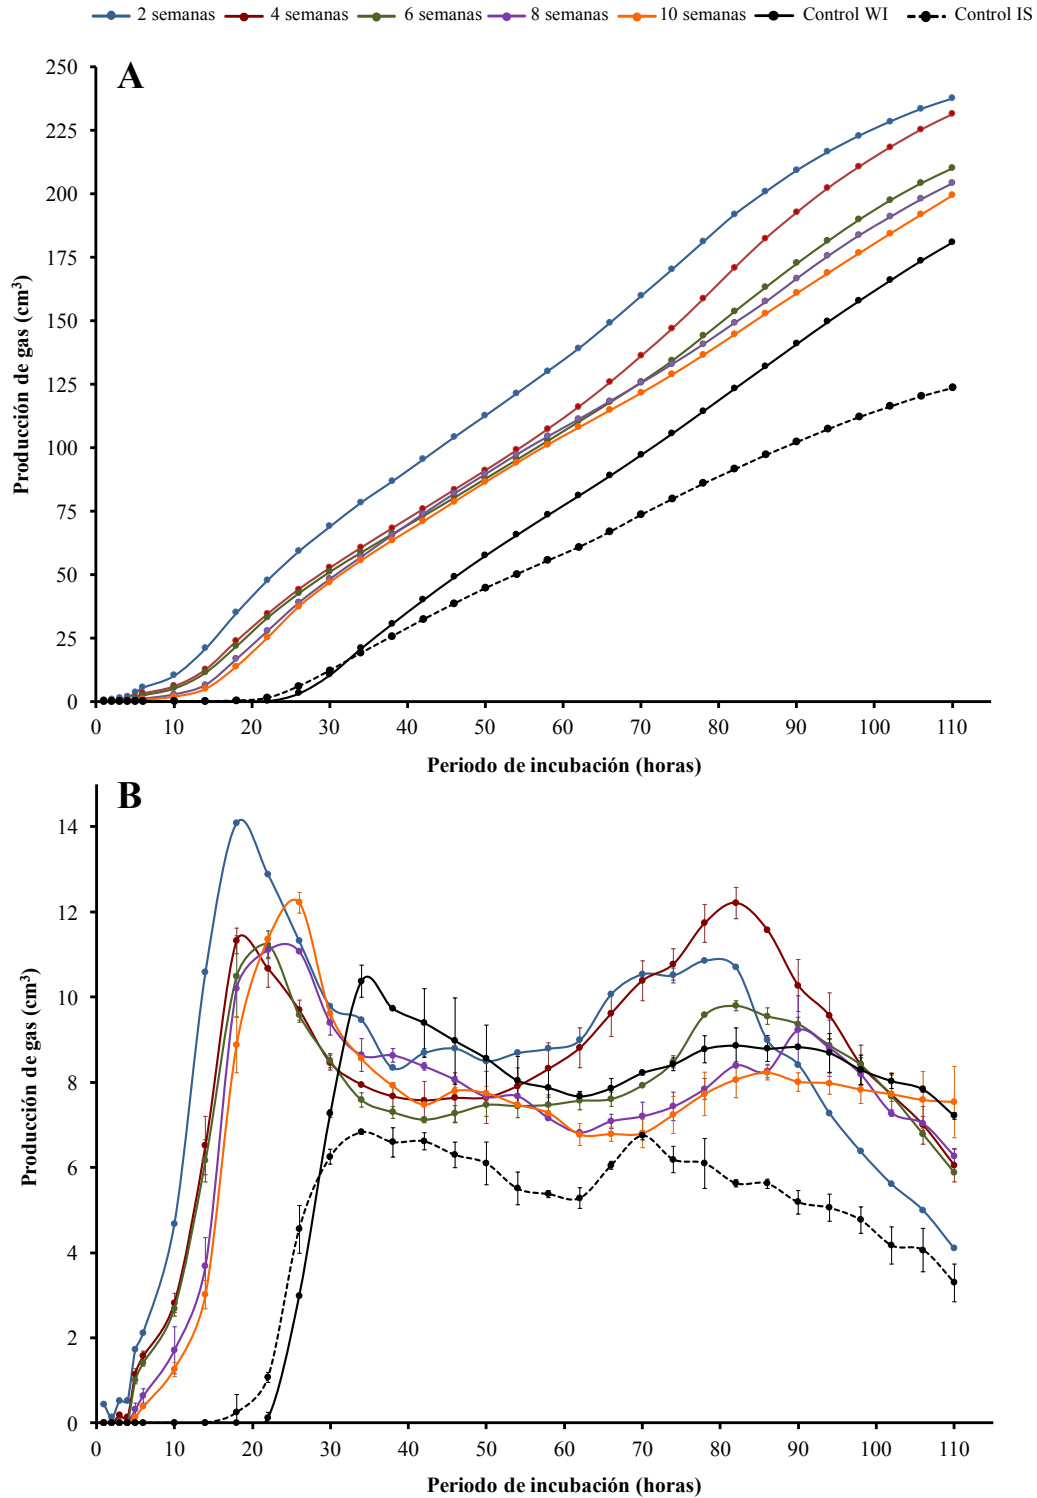 2 semanas 4 semanas 6 semanas 8 semanas 10 semanas Control WI Control IS
A
250
225
200
175
150
125
100
75
50
25
0
0 10 20 30 40 50 60 70 80 90 100 110
Producción de gas (cm³)
Periodo de incubación (horas)
B
14
12
10
8
6
4
2
0
0 10 20 30 40 50 60 70 80 90 100 110
Producción de gas (cm³)
Periodo de incubación (horas)